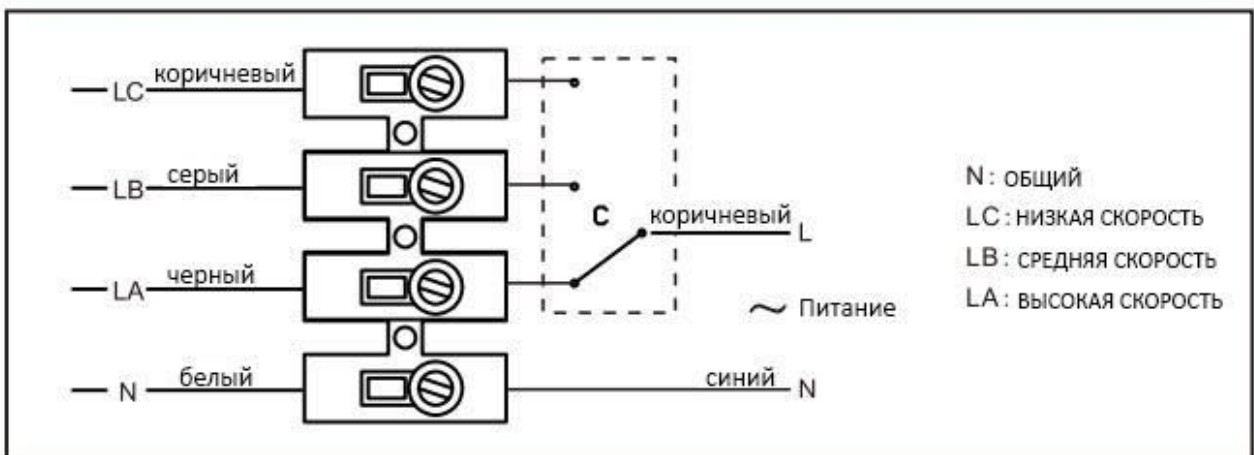 LC коричневый
LB серый
C коричневый L
LA черный
~ Питание
N белый
синий N
N: ОБЩИЙ
LC: НИЗКАЯ СКОРОСТЬ
LB: СРЕДНЯЯ СКОРОСТЬ
LA: ВЫСОКАЯ СКОРОСТЬ